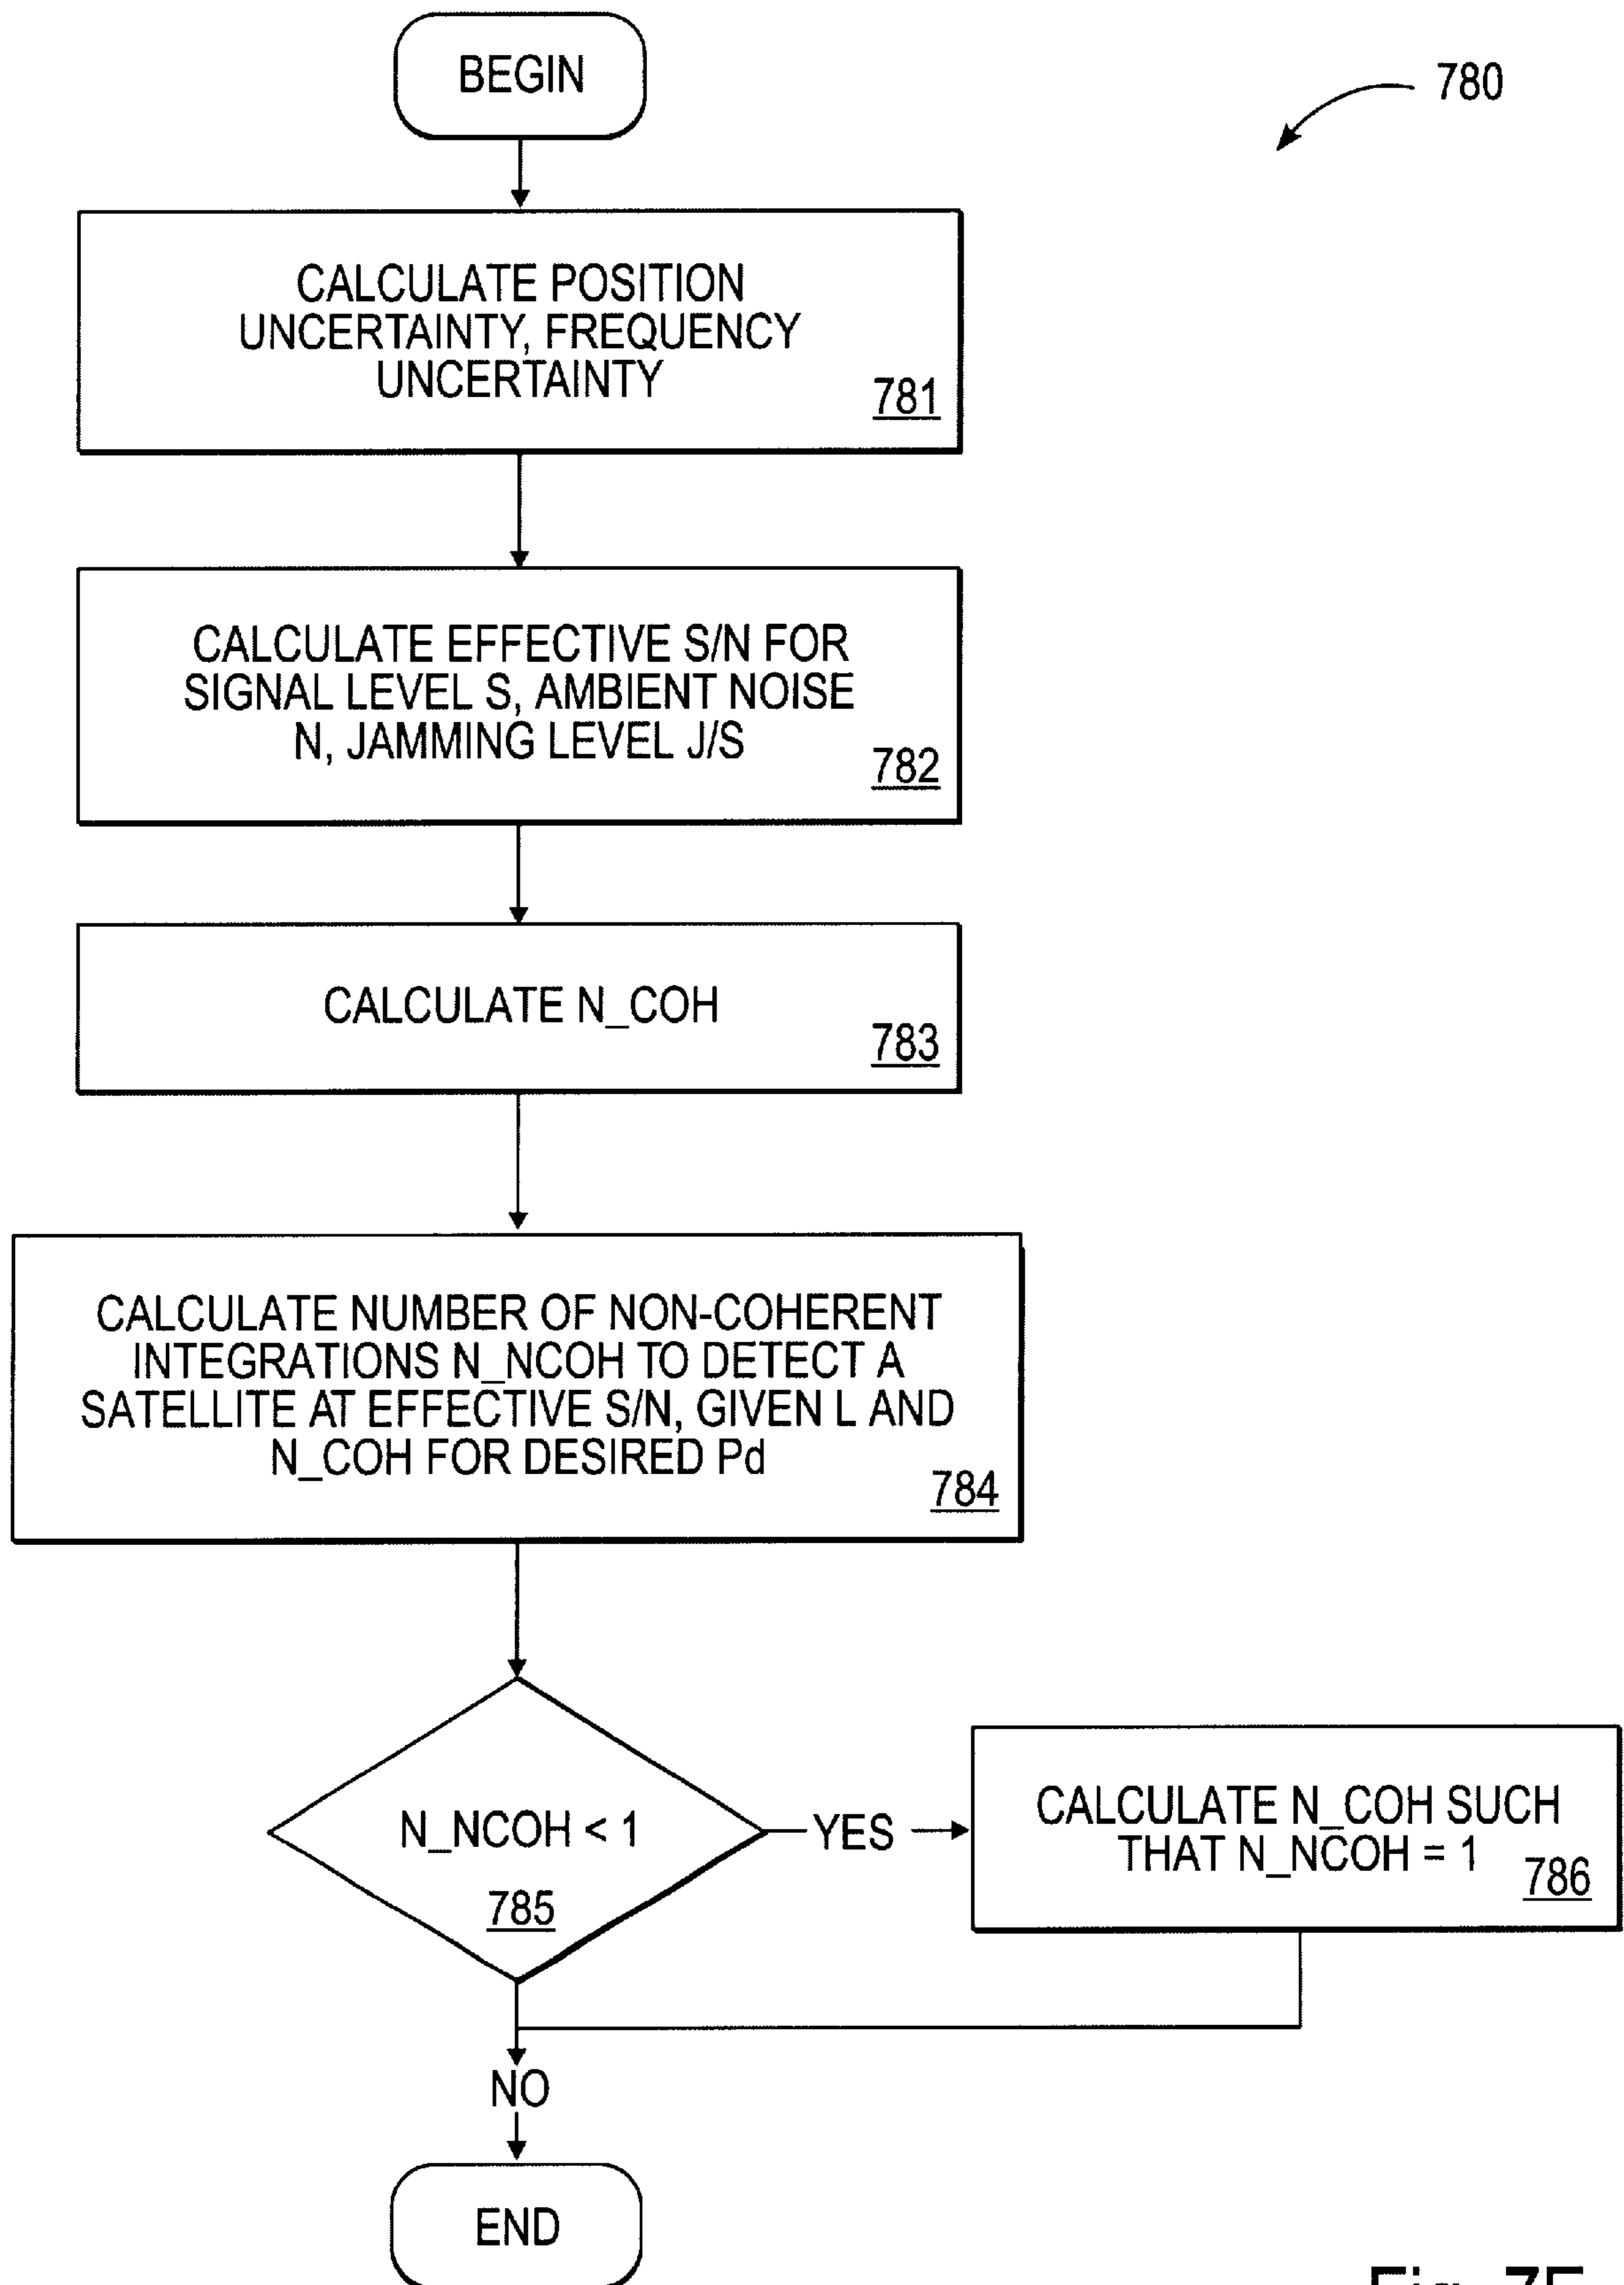 BEGIN
780
CALCULATE POSITION
UNCERTAINTY, FREQUENCY
UNCERTAINTY
781
CALCULATE EFFECTIVE S/N FOR
SIGNAL LEVEL S, AMBIENT NOISE
N, JAMMING LEVEL J/S
782
CALCULATE N_COH
783
CALCULATE NUMBER OF NON-COHERENT
INTEGRATIONS N_NCOH TO DETECT A
SATELLITE AT EFFECTIVE S/N, GIVEN L AND
N_COH FOR DESIRED Pd
784
N_NCOH < 1
785
YES
CALCULATE N_COH SUCH
THAT N_NCOH = 1
786
NO
END